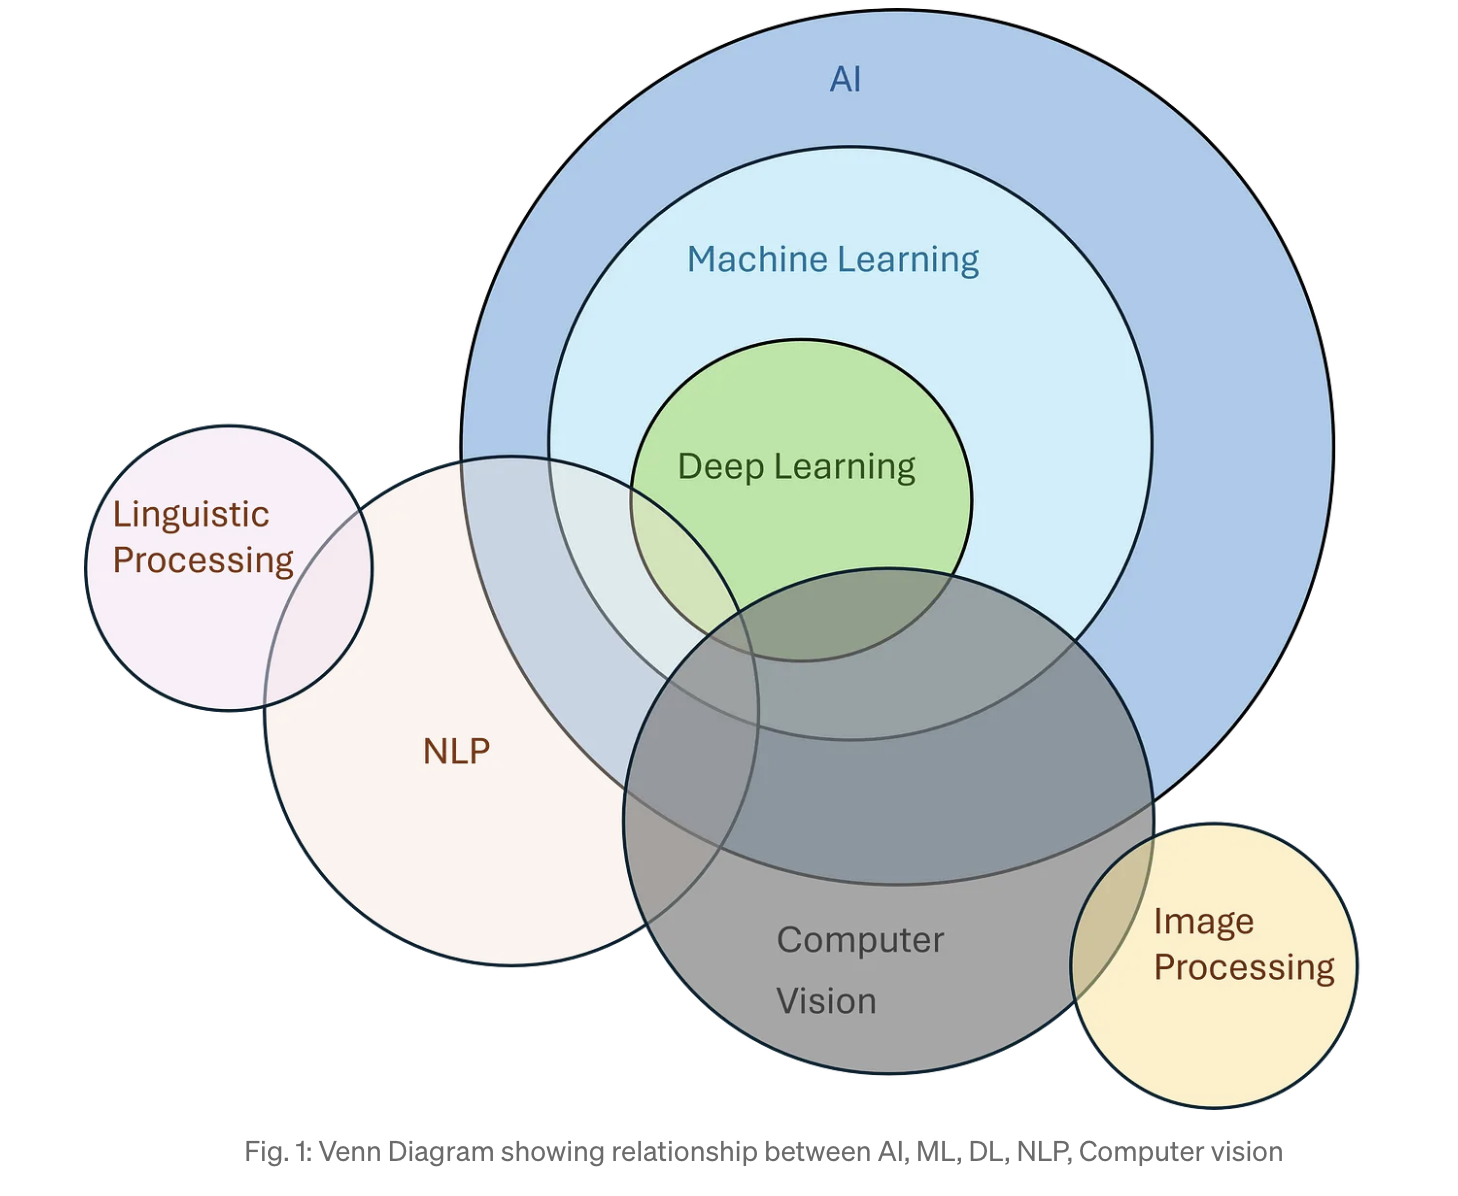 AI
Machine Learning
Deep Learning
Linguistic
Processing
NLP
Computer
Vision
Image
Processing
Fig. 1: Venn Diagram showing relationship between AI, ML, DL, NLP, Computer vision